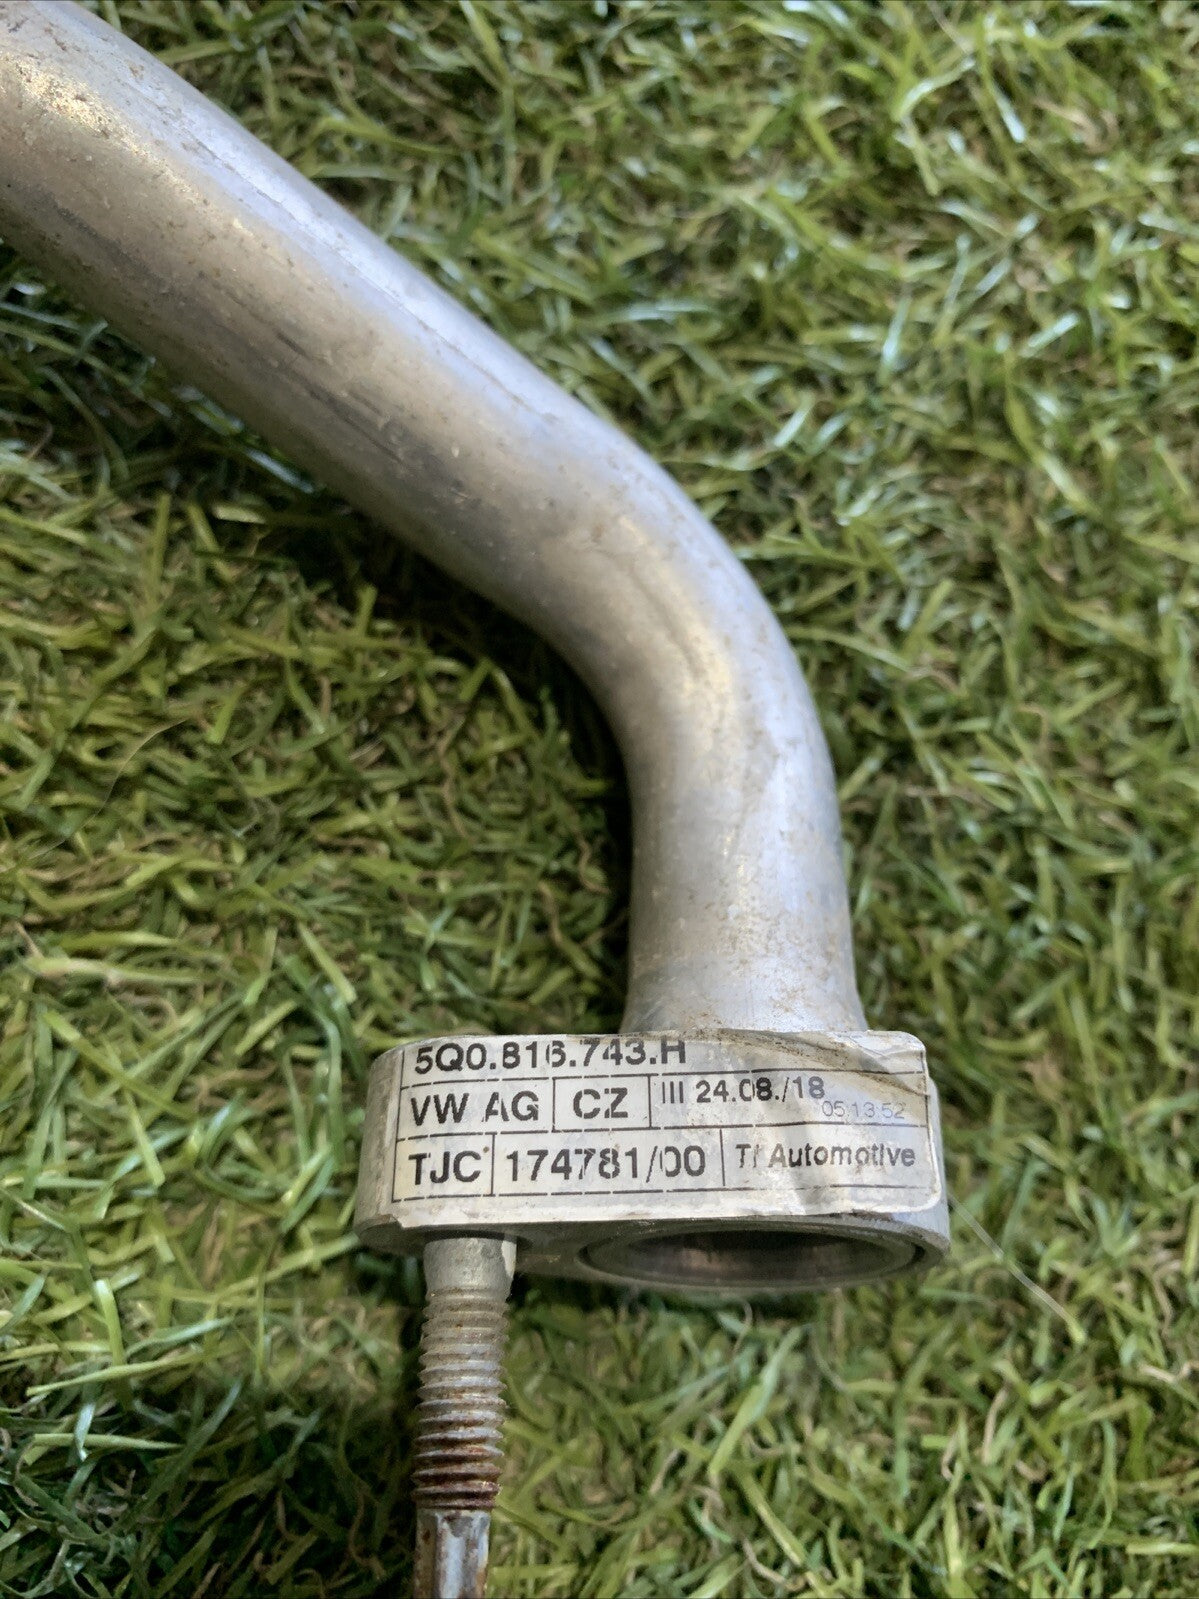 5Q0.816.743.H
VW AG CZ III 24.08./18 05:13:52
TJC 174781/00 TI Automotive